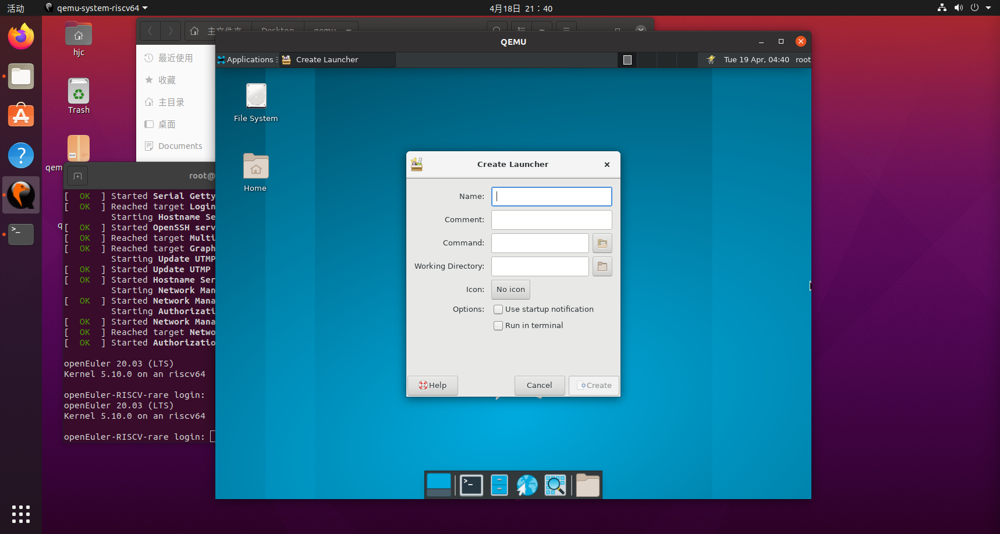 活动
qemu-system-riscv64
4月18日 21：40
hjc
Trash
qem
q
主文件夹
Desktop
qemu
最近使用
收藏
主目录
桌面
Documents
root@
[  OK  ] Started Serial Getty
[  OK  ] Reached target Login
Starting Hostname Se
[  OK  ] Started OpenSSH serv
[  OK  ] Reached target Multi
[  OK  ] Reached target Graph
Starting Update UTMP
[  OK  ] Started Update UTMP
[  OK  ] Started Hostname Ser
Starting Network Man
[  OK  ] Started Network Mana
Starting Authorizati
[  OK  ] Started Network Mana
[  OK  ] Reached target Netwo
[  OK  ] Started Authorizatio
openEuler 20.03 (LTS)
Kernel 5.10.0 on an riscv64
openEuler-RISCV-rare login:
openEuler 20.03 (LTS)
Kernel 5.10.0 on an riscv64
openEuler-RISCV-rare login:
QEMU
Applications
Create Launcher
Tue 19 Apr, 04:40
root
File System
Home
Create Launcher
Name:
Comment:
Command:
Working Directory:
Icon: No icon
Options: Use startup notification
Run in terminal
Help
Cancel
Create